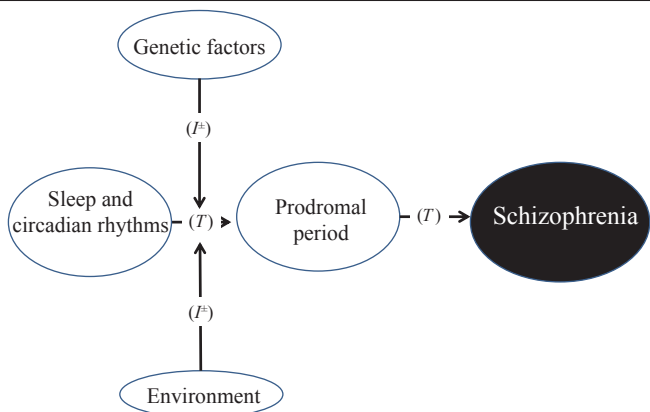 Genetic factors
(I±)
Sleep and
circadian rhythms
(T)
Prodromal
period
(T)
Schizophrenia
(I±)
Environment